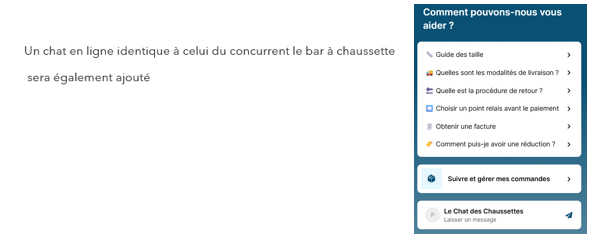 Un chat en ligne identique à celui du concurrent le bar à chaussette
sera également ajouté
Comment pouvons-nous vous
aider ?
Guide des taille
Quelles sont les modalités de livraison ?
Quelle est la procédure de retour ?
Choisir un point relais avant le paiement
Obtenir une facture
Comment puis-je avoir une réduction ?
Suivre et gérer mes commandes
P
Le Chat des Chaussettes
Laisser un message